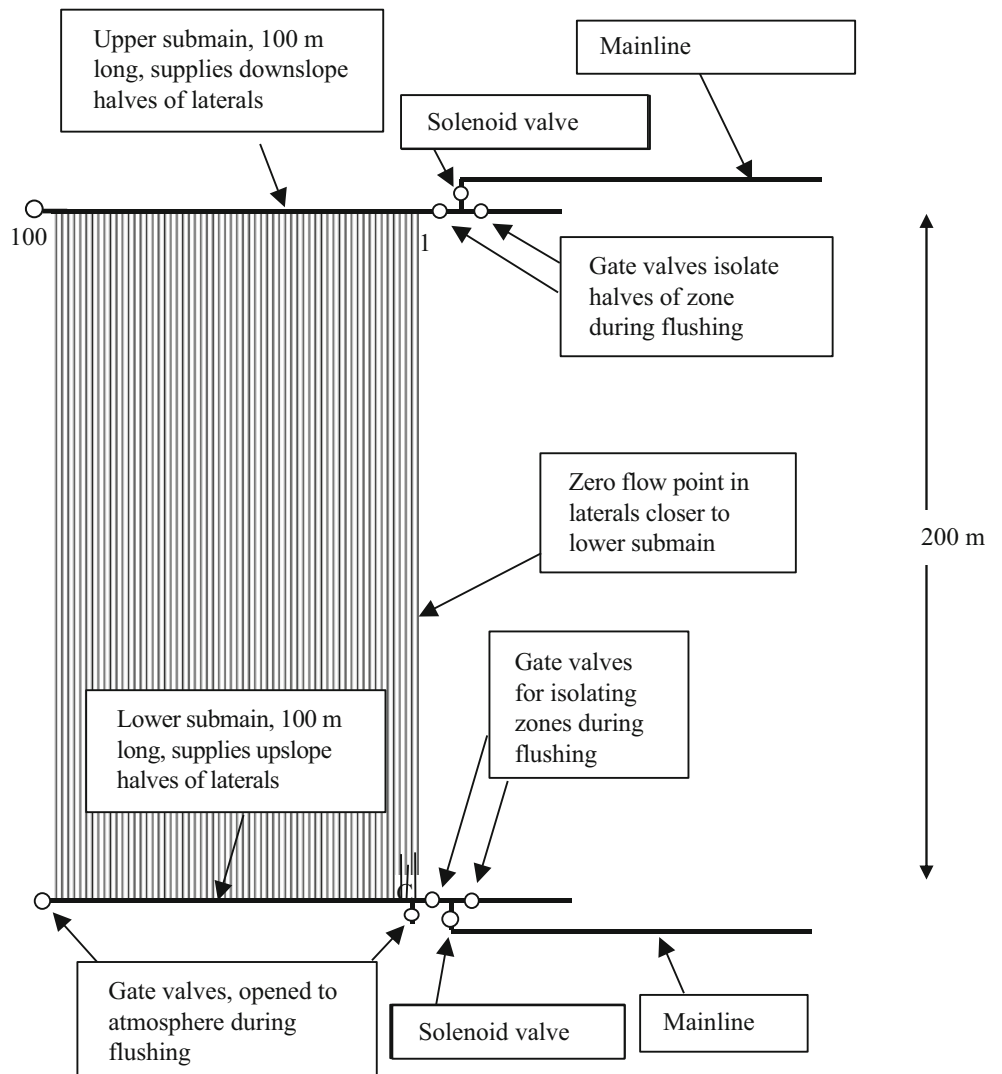 Upper submain, 100 m
long, supplies downslope
halves of laterals
Mainline
Solenoid valve
100
1
Gate valves isolate
halves of zone
during flushing
Zero flow point in
laterals closer to
lower submain
200 m
Gate valves
for isolating
zones during
flushing
Lower submain, 100 m
long, supplies upslope
halves of laterals
C
Gate valves, opened to
atmosphere during
flushing
Solenoid valve
Mainline